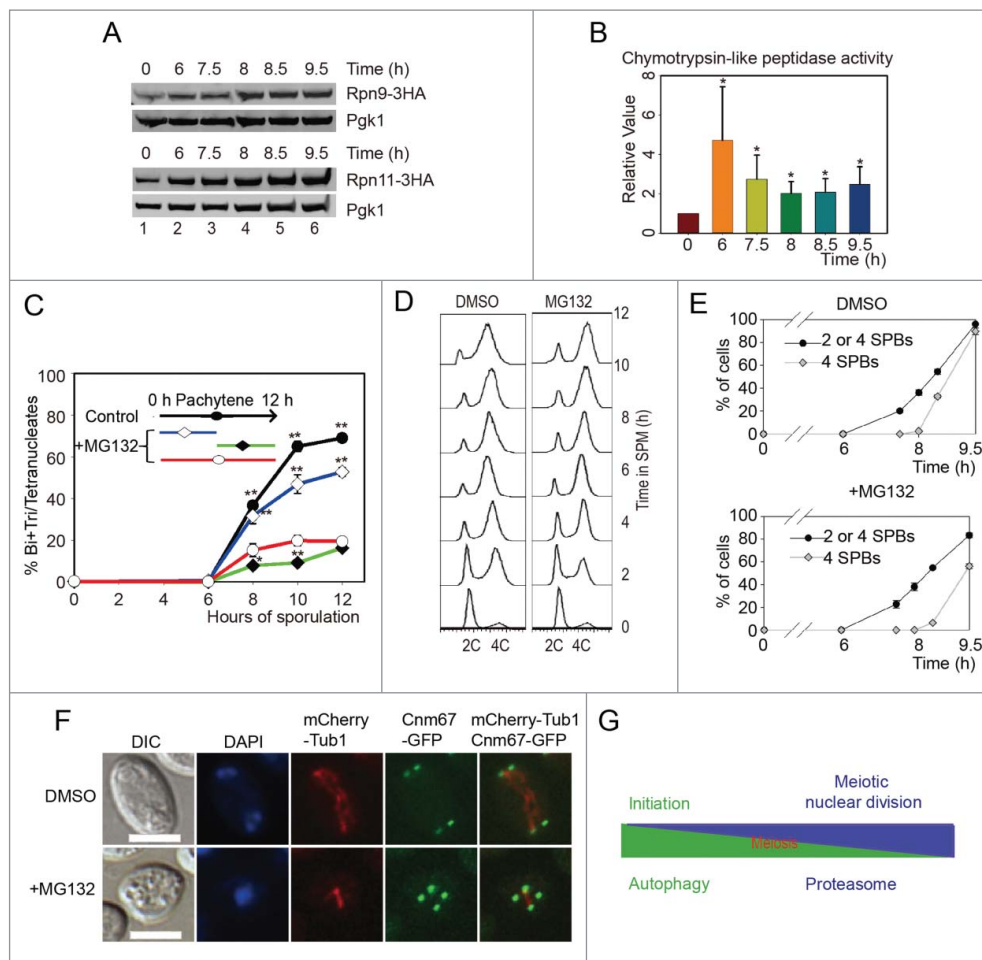 A
0 6 7.5 8 8.5 9.5 Time (h)
Rpn9-3HA
Pgk1
0 6 7.5 8 8.5 9.5 Time (h)
Rpn11-3HA
Pgk1
1 2 3 4 5 6
B
Chymotrypsin-like peptidase activity
Relative Value
8
6
4
2
0
* * * * * *
0 6 7.5 8 8.5 9.5
Time (h)
C
% Bi+Tri/Tetranucleates
100
80
60
40
20
0
0 h Pachytene 12 h
Control
+MG132
** ** ** ** ** ** * **
0 2 4 6 8 10 12
Hours of sporulation
D
DMSO MG132
12
10
8
6
4
2
0
Time in SPM (h)
2C 4C 2C 4C
E
DMSO
% of cells
100
80
60
40
20
0
2 or 4 SPBs
4 SPBs
0 6 8 9.5
Time (h)
+MG132
% of cells
100
80
60
40
20
0
2 or 4 SPBs
4 SPBs
0 6 8 9.5
Time (h)
F
DIC DAPI mCherry Cnm67 mCherry-Tub1
-Tub1 -GFP Cnm67-GFP
DMSO
+MG132
G
Initiation
Meiotic
nuclear division
Meiosis
Autophagy Proteasome